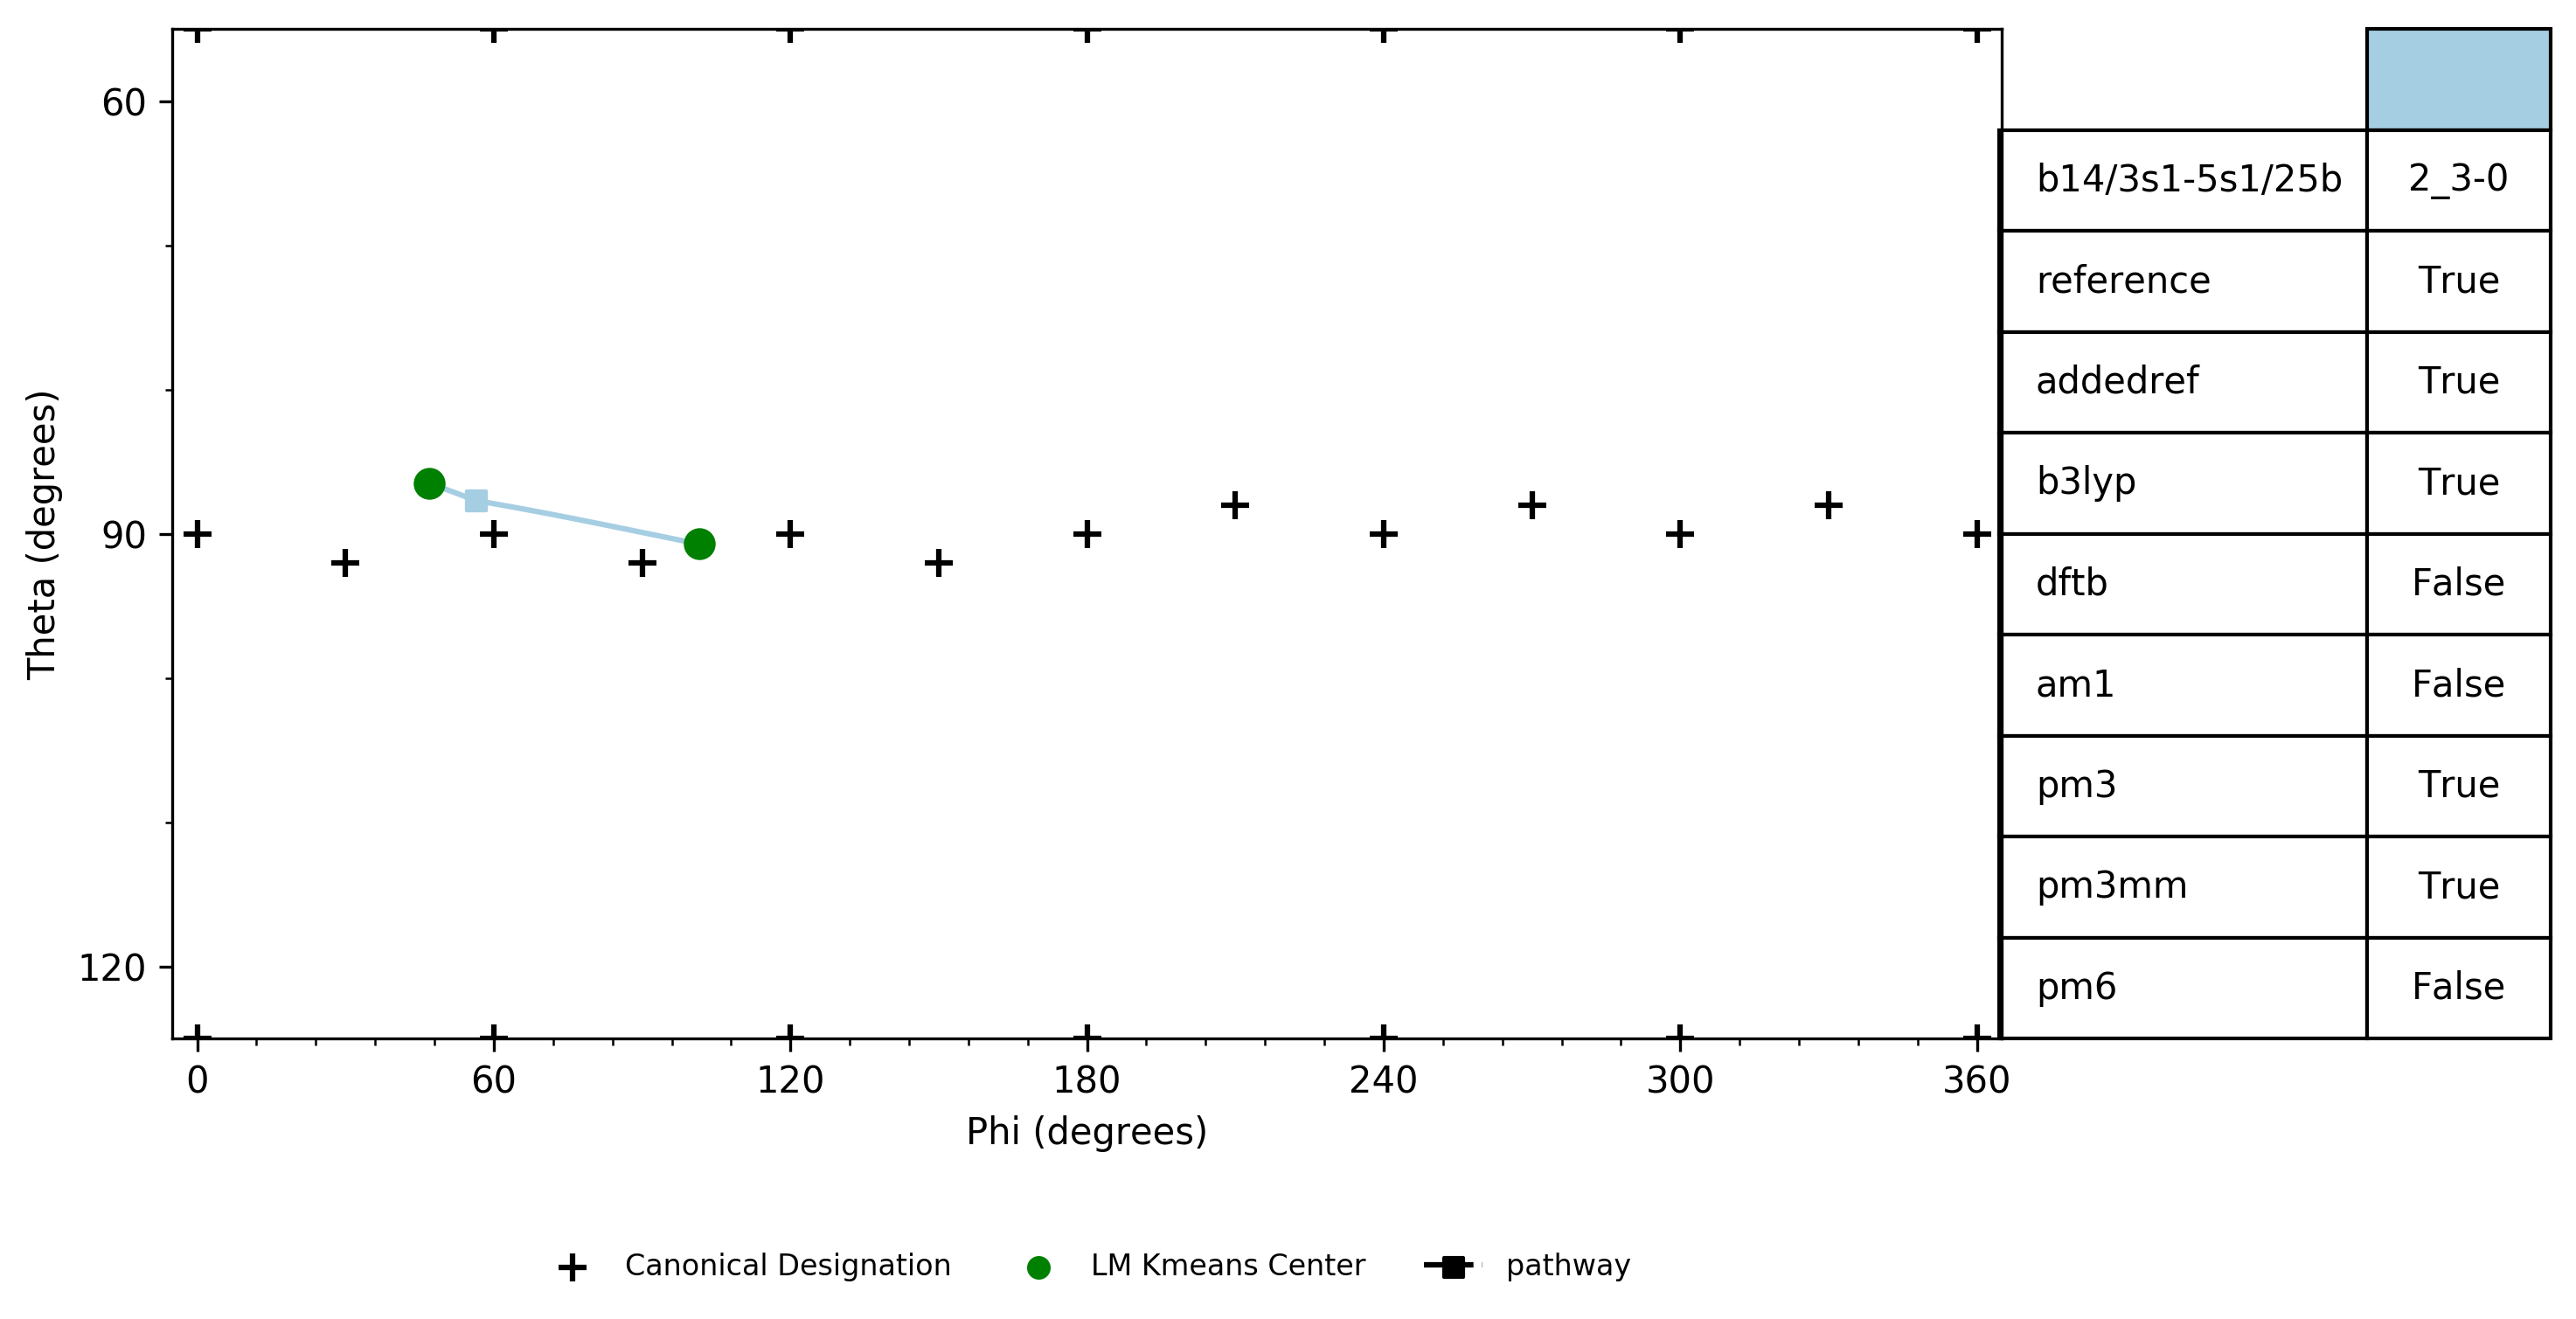 60
90
120
Theta (degrees)
0 60 120 180 240 300 360
Phi (degrees)
b14/3s1-5s1/25b 2_3-0
reference True
addedref True
b3lyp True
dftb False
am1 False
pm3 True
pm3mm True
pm6 False
Canonical Designation LM Kmeans Center pathway